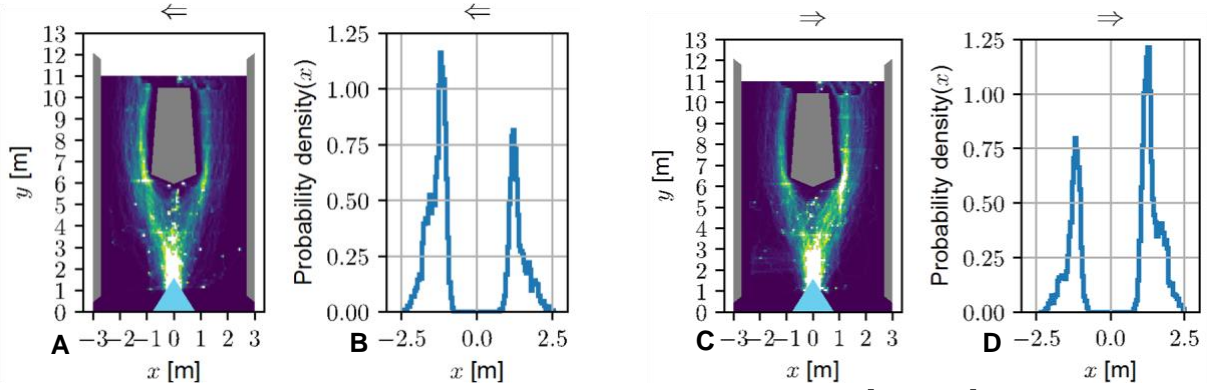 ⇐
13
12
11
10
9
8
7
6
5
4
3
2
1
0
y [m]
A
−3−2−1 0 1 2 3
x [m]
⇐
1.25
1.00
0.75
0.50
0.25
0.00
Probability density(x)
B
−2.5 0.0 2.5
x [m]
⇒
13
12
11
10
9
8
7
6
5
4
3
2
1
0
y [m]
C
−3−2−1 0 1 2 3
x [m]
⇒
1.25
1.00
0.75
0.50
0.25
0.00
Probability density(x)
D
−2.5 0.0 2.5
x [m]